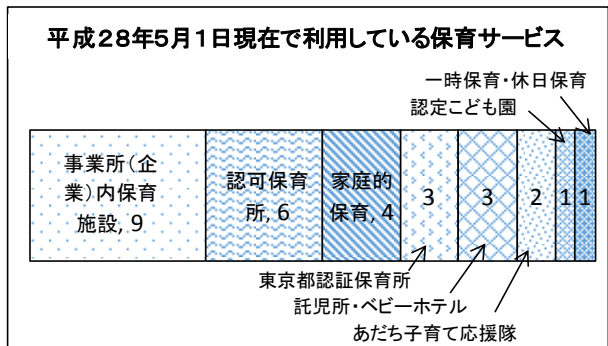 平成28年5月1日現在で利用している保育サービス
一時保育・休日保育
認定こども園
事業所(企
業)内保育
施設, 9
認可保育
所, 6
家庭的
保育, 4
3
3
2
1
1
東京都認証保育所
託児所・ベビーホテル
あだち子育て応援隊